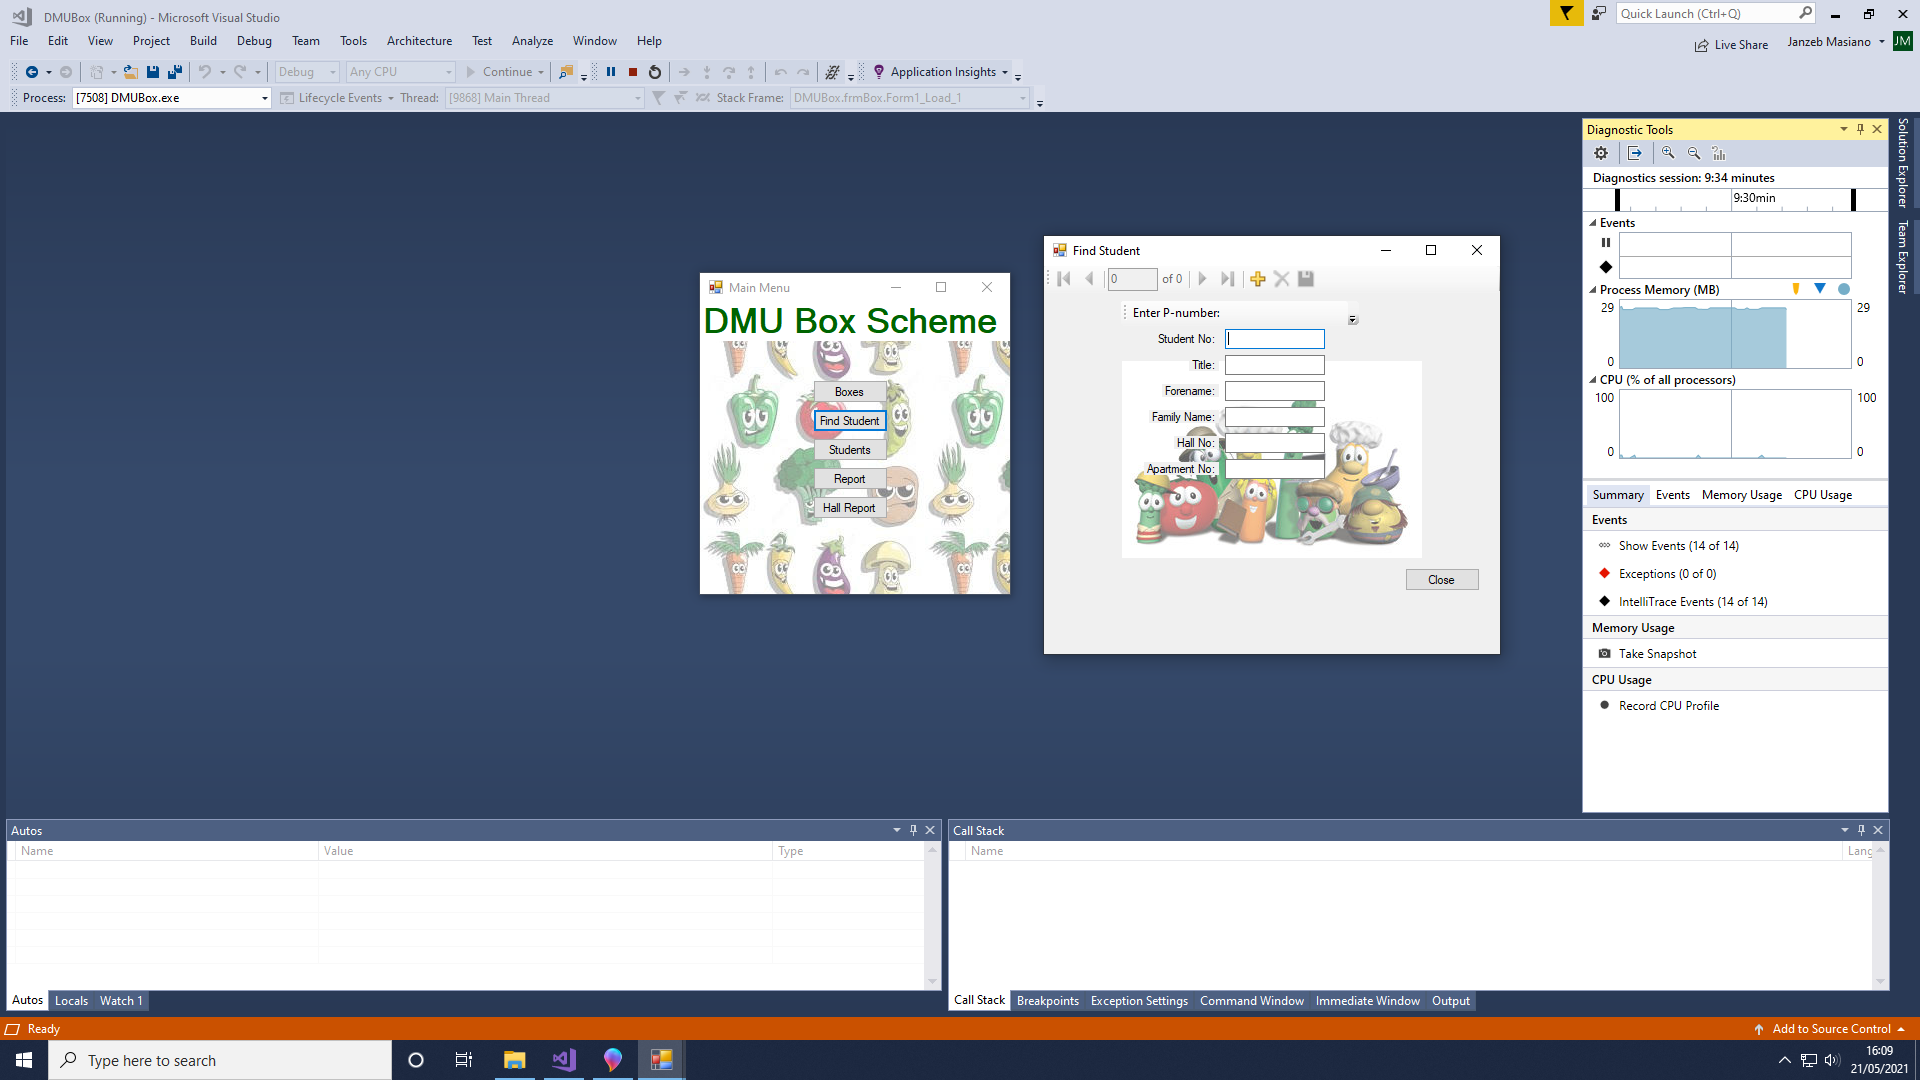 DMUBox (Running) - Microsoft Visual Studio
Quick Launch (Ctrl+Q)
File Edit View Project Build Debug Team Tools Architecture Test Analyze Window Help
Live Share
Janzeb Masiano
JM
Debug Any CPU Continue Application Insights
Process: [7508] DMUBox.exe Lifecycle Events Thread: [9868] Main Thread Stack Frame: DMUBox.frmBox.Form1_Load_1
Main Menu
DMU Box Scheme
Boxes
Find Student
Students
Report
Hall Report
Find Student
0 of 0
Enter P-number:
Student No:
Title:
Forename:
Family Name:
Hall No:
Apartment No:
Close
Diagnostic Tools
Diagnostics session: 9:34 minutes
9:30min
Events
Process Memory (MB)
29 29
0 0
CPU (% of all processors)
100 100
0 0
Summary Events Memory Usage CPU Usage
Events
Show Events (14 of 14)
Exceptions (0 of 0)
IntelliTrace Events (14 of 14)
Memory Usage
Take Snapshot
CPU Usage
Record CPU Profile
Solution Explorer
Team Explorer
Autos
Name Value Type
Autos Locals Watch 1
Call Stack
Name Lang
Call Stack Breakpoints Exception Settings Command Window Immediate Window Output
Ready
Add to Source Control
Type here to search
16:09
21/05/2021